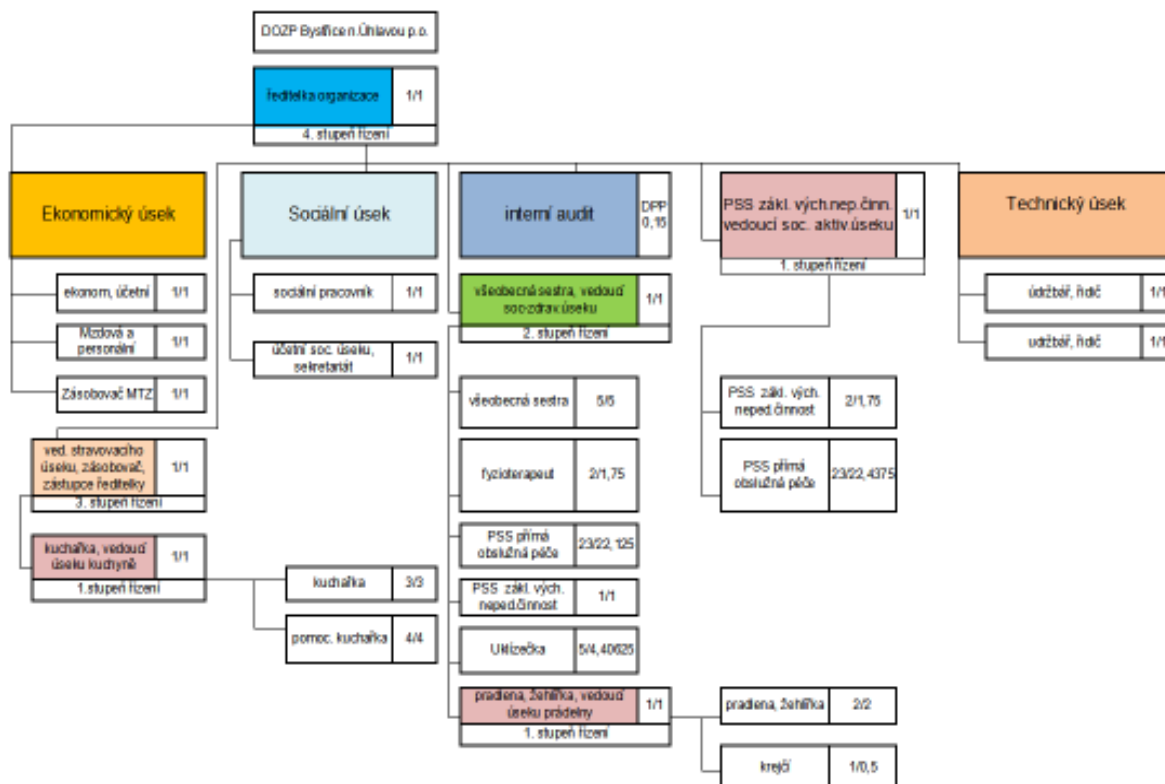 DOZP Bystřice n.Úhlavou p.o.
ředitelka organizace 1/1
4. stupeň řízení
Ekonomický úsek
Sociální úsek
interní audit
DPP
0,15
PSS zákl. vých.nep.činn.
vedoucí soc. aktiv.úseku
1/1
1. stupeň řízení
Technický úsek
ekonom, účetní 1/1
Mzdová a
personální
1/1
Zásobovač MTZ 1/1
sociální pracovník 1/1
účetní soc. úseku,
sekretariát
1/1
všeobecná sestra, vedoucí
soc-zdrav.úseku
1/1
2. stupeň řízení
údržbář, řidič 1/1
udržbář, řidič 1/1
ved. stravovacího
úseku, zásobovač,
zástupce ředitelky
1/1
3. stupeň řízení
kuchařka, vedoucí
úseku kuchyně
1/1
1.stupeň řízení
kuchařka 3/3
pomoc. kuchařka 4/4
všeobecná sestra 5/5
fyzioterapeut 2/1,75
PSS přímá
obslužná péče
23/22,125
PSS zákl. vých.
neped.činnost
1/1
Uklízečka 5/4,40625
pradlena, žehlířka, vedoucí
úseku prádelny
1/1
1. stupeň řízení
PSS zákl. vých.
neped.činnost
2/1,75
PSS přímá
obslužná péče
23/22,4375
pradlena, žehlířka 2/2
krejčí 1/0,5